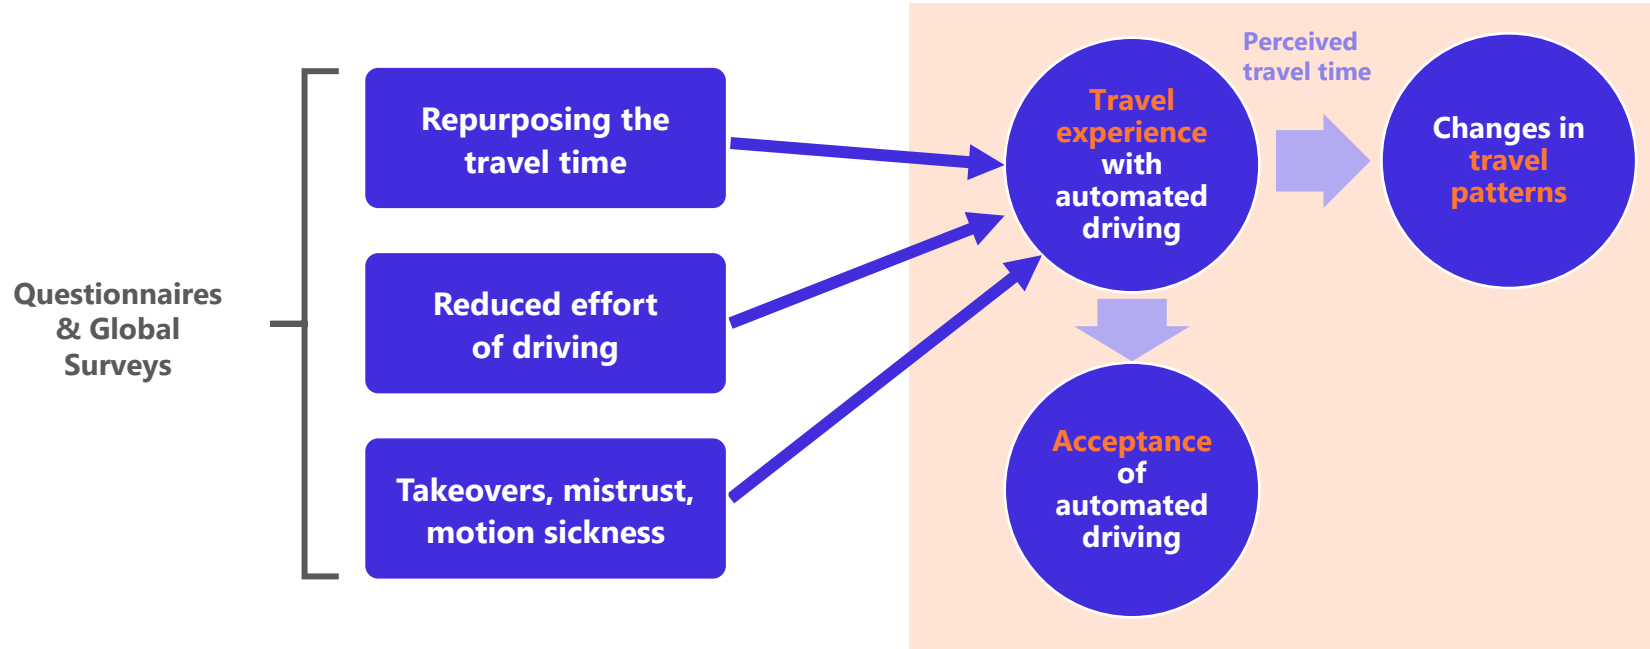 Questionnaires
& Global
Surveys
Repurposing the
travel time
Reduced effort
of driving
Takeovers, mistrust,
motion sickness
Travel
experience
with
automated
driving
Perceived
travel time
Changes in
travel
patterns
Acceptance
of
automated
driving